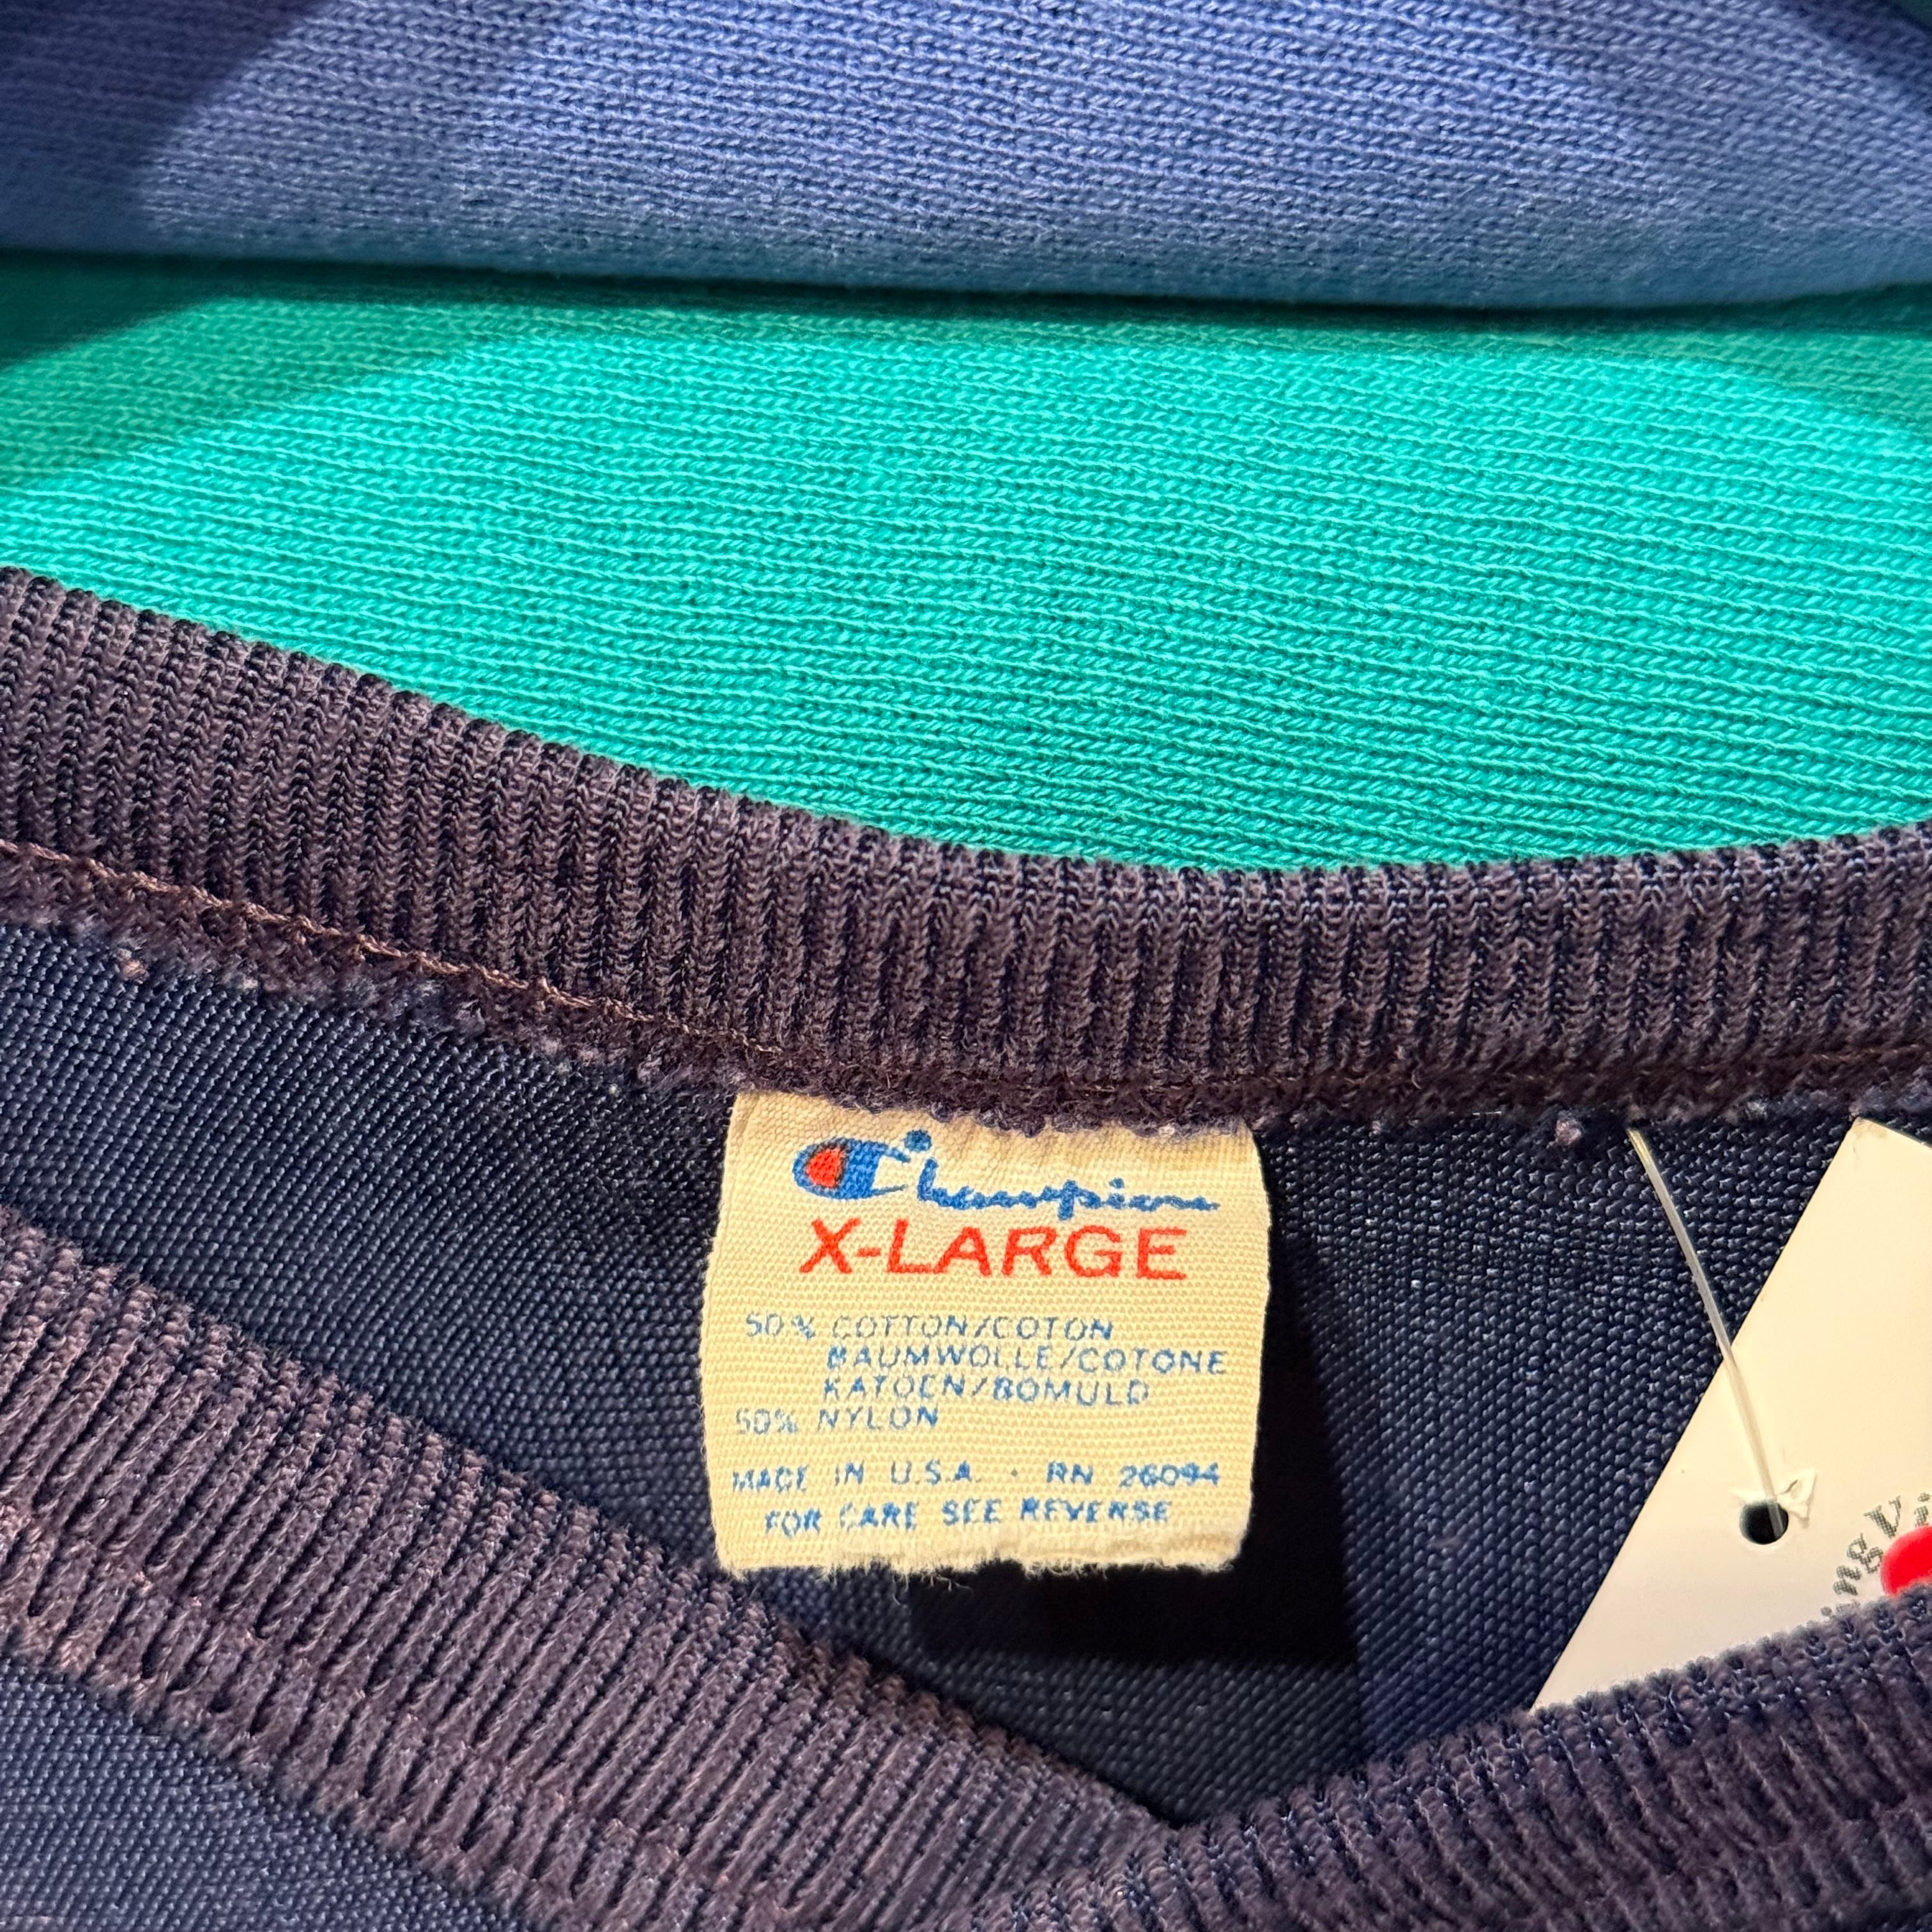 Champion
X-LARGE
50% COTTON/COTON
BAUMWOLLE/COTONE
KATOEN/BOMULD
50% NYLON
MADE IN U.S.A. · RN 26094
FOR CARE SEE REVERSE